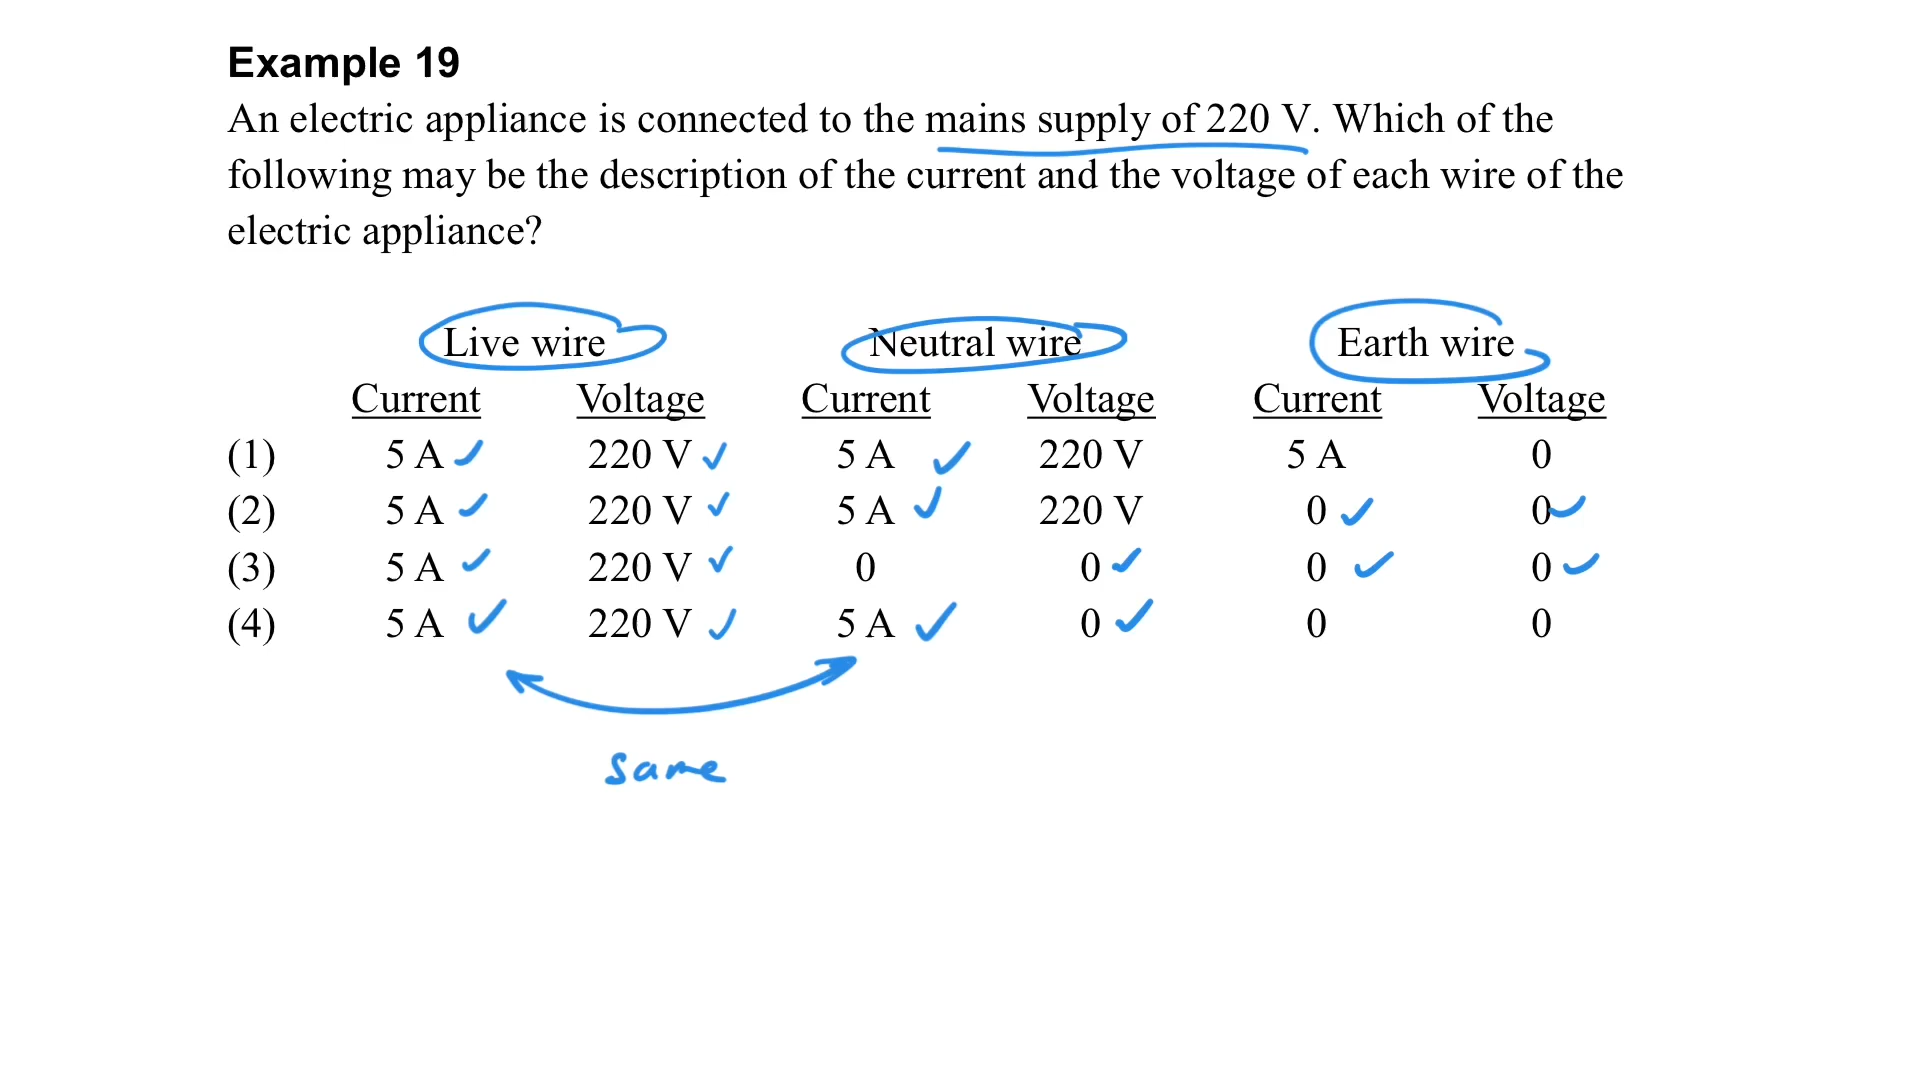 Example 19
An electric appliance is connected to the mains supply of 220 V. Which of the
following may be the description of the current and the voltage of each wire of the
electric appliance?
Live wire Neutral wire Earth wire
Current Voltage Current Voltage Current Voltage
(1) 5 A ✓ 220 V ✓ 5 A ✓ 220 V 5 A 0
(2) 5 A ✓ 220 V ✓ 5 A ✓ 220 V 0 ✓ 0 ✓
(3) 5 A ✓ 220 V ✓ 0 0 ✓ 0 ✓ 0 ✓
(4) 5 A ✓ 220 V ✓ 5 A ✓ 0 ✓ 0 0
same